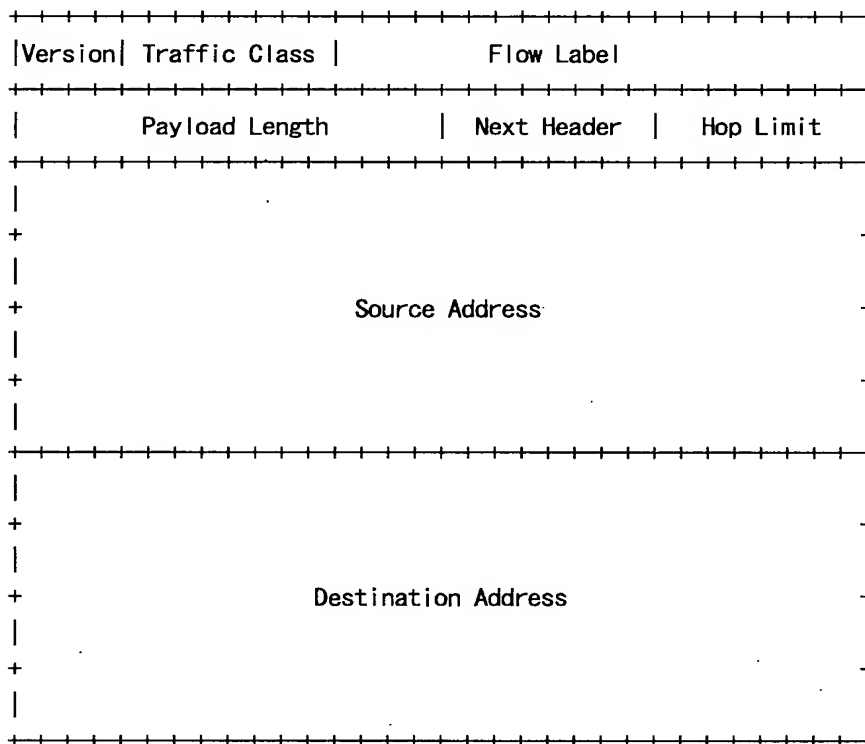 |Version| Traffic Class | Flow Label
| Payload Length | Next Header | Hop Limit
Source Address
Destination Address